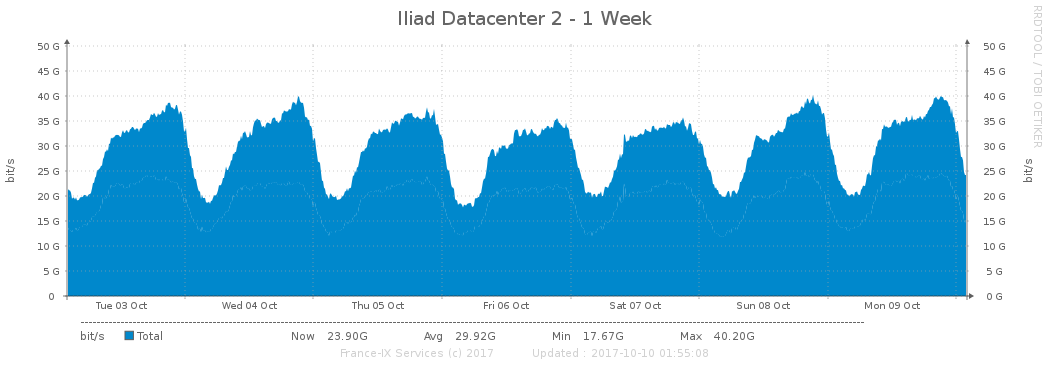 Iliad Datacenter 2 - 1 Week
RRDTOOL / TOBI OETIKER
bit/s
50 G 50 G
45 G 45 G
40 G 40 G
35 G 35 G
30 G 30 G
25 G 25 G
20 G 20 G
15 G 15 G
10 G 10 G
5 G 5 G
0 0 G
bit/s
Tue 03 Oct Wed 04 Oct Thu 05 Oct Fri 06 Oct Sat 07 Oct Sun 08 Oct Mon 09 Oct
bit/s Total Now 23.90G Avg 29.92G Min 17.67G Max 40.20G
France-IX Services (c) 2017 Updated : 2017-10-10 01:55:08